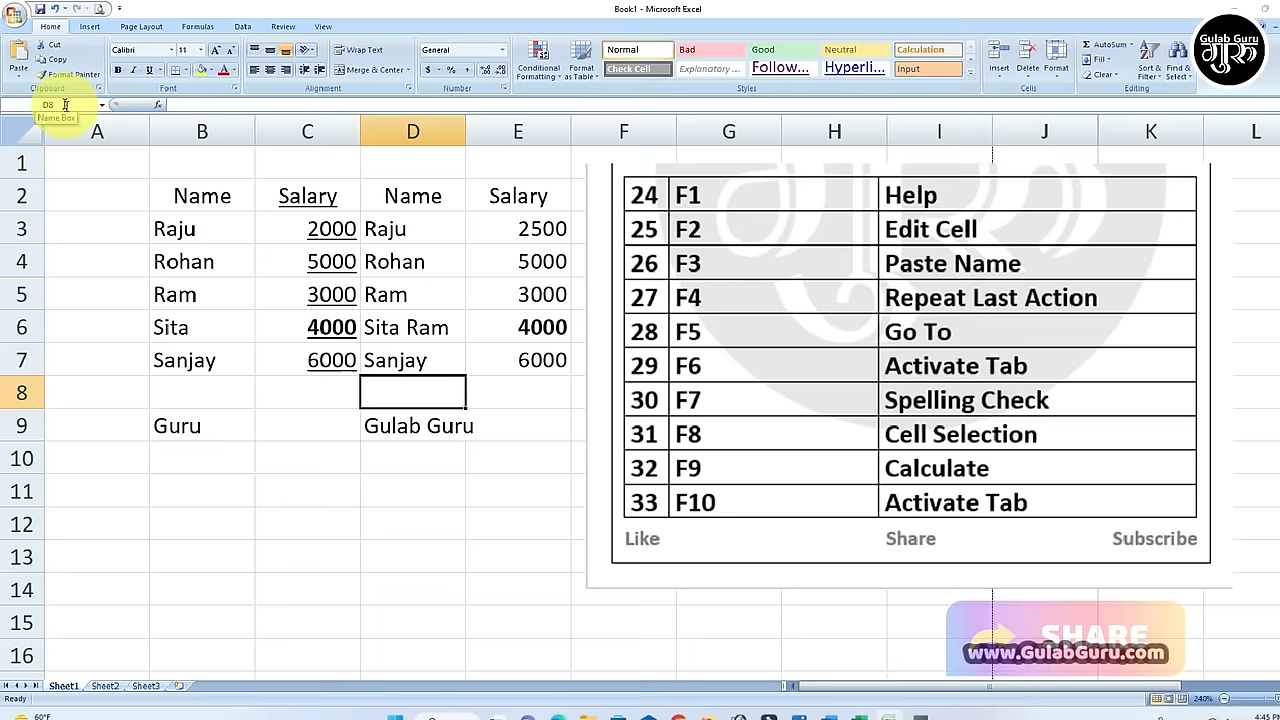 Book1 - Microsoft Excel
Home Insert Page Layout Formulas Data Review View
Paste Cut Copy Format Painter Clipboard
Calibri 11 Font
Wrap Text Alignment
General Number
Conditional Formatting Format as Table
Normal Bad Good Neutral Calculation
Check Cell Explanatory ... Follow... Hyperli... Input
Styles
Insert Delete Format Cells
AutoSum Fill Clear Sort & Filter Find & Select Editing
Gulab Guru
गुरु
D8 fx
Name Box
A B C D E F G H I J K L
1
2 Name Salary Name Salary
3 Raju 2000 Raju 2500
4 Rohan 5000 Rohan 5000
5 Ram 3000 Ram 3000
6 Sita 4000 Sita Ram 4000
7 Sanjay 6000 Sanjay 6000
8
9 Guru Gulab Guru
10
11
12
13
14
15
16
24 F1 Help
25 F2 Edit Cell
26 F3 Paste Name
27 F4 Repeat Last Action
28 F5 Go To
29 F6 Activate Tab
30 F7 Spelling Check
31 F8 Cell Selection
32 F9 Calculate
33 F10 Activate Tab
Like Share Subscribe
SHARE
www.GulabGuru.com
Sheet1 Sheet2 Sheet3
Ready 240%
60°F